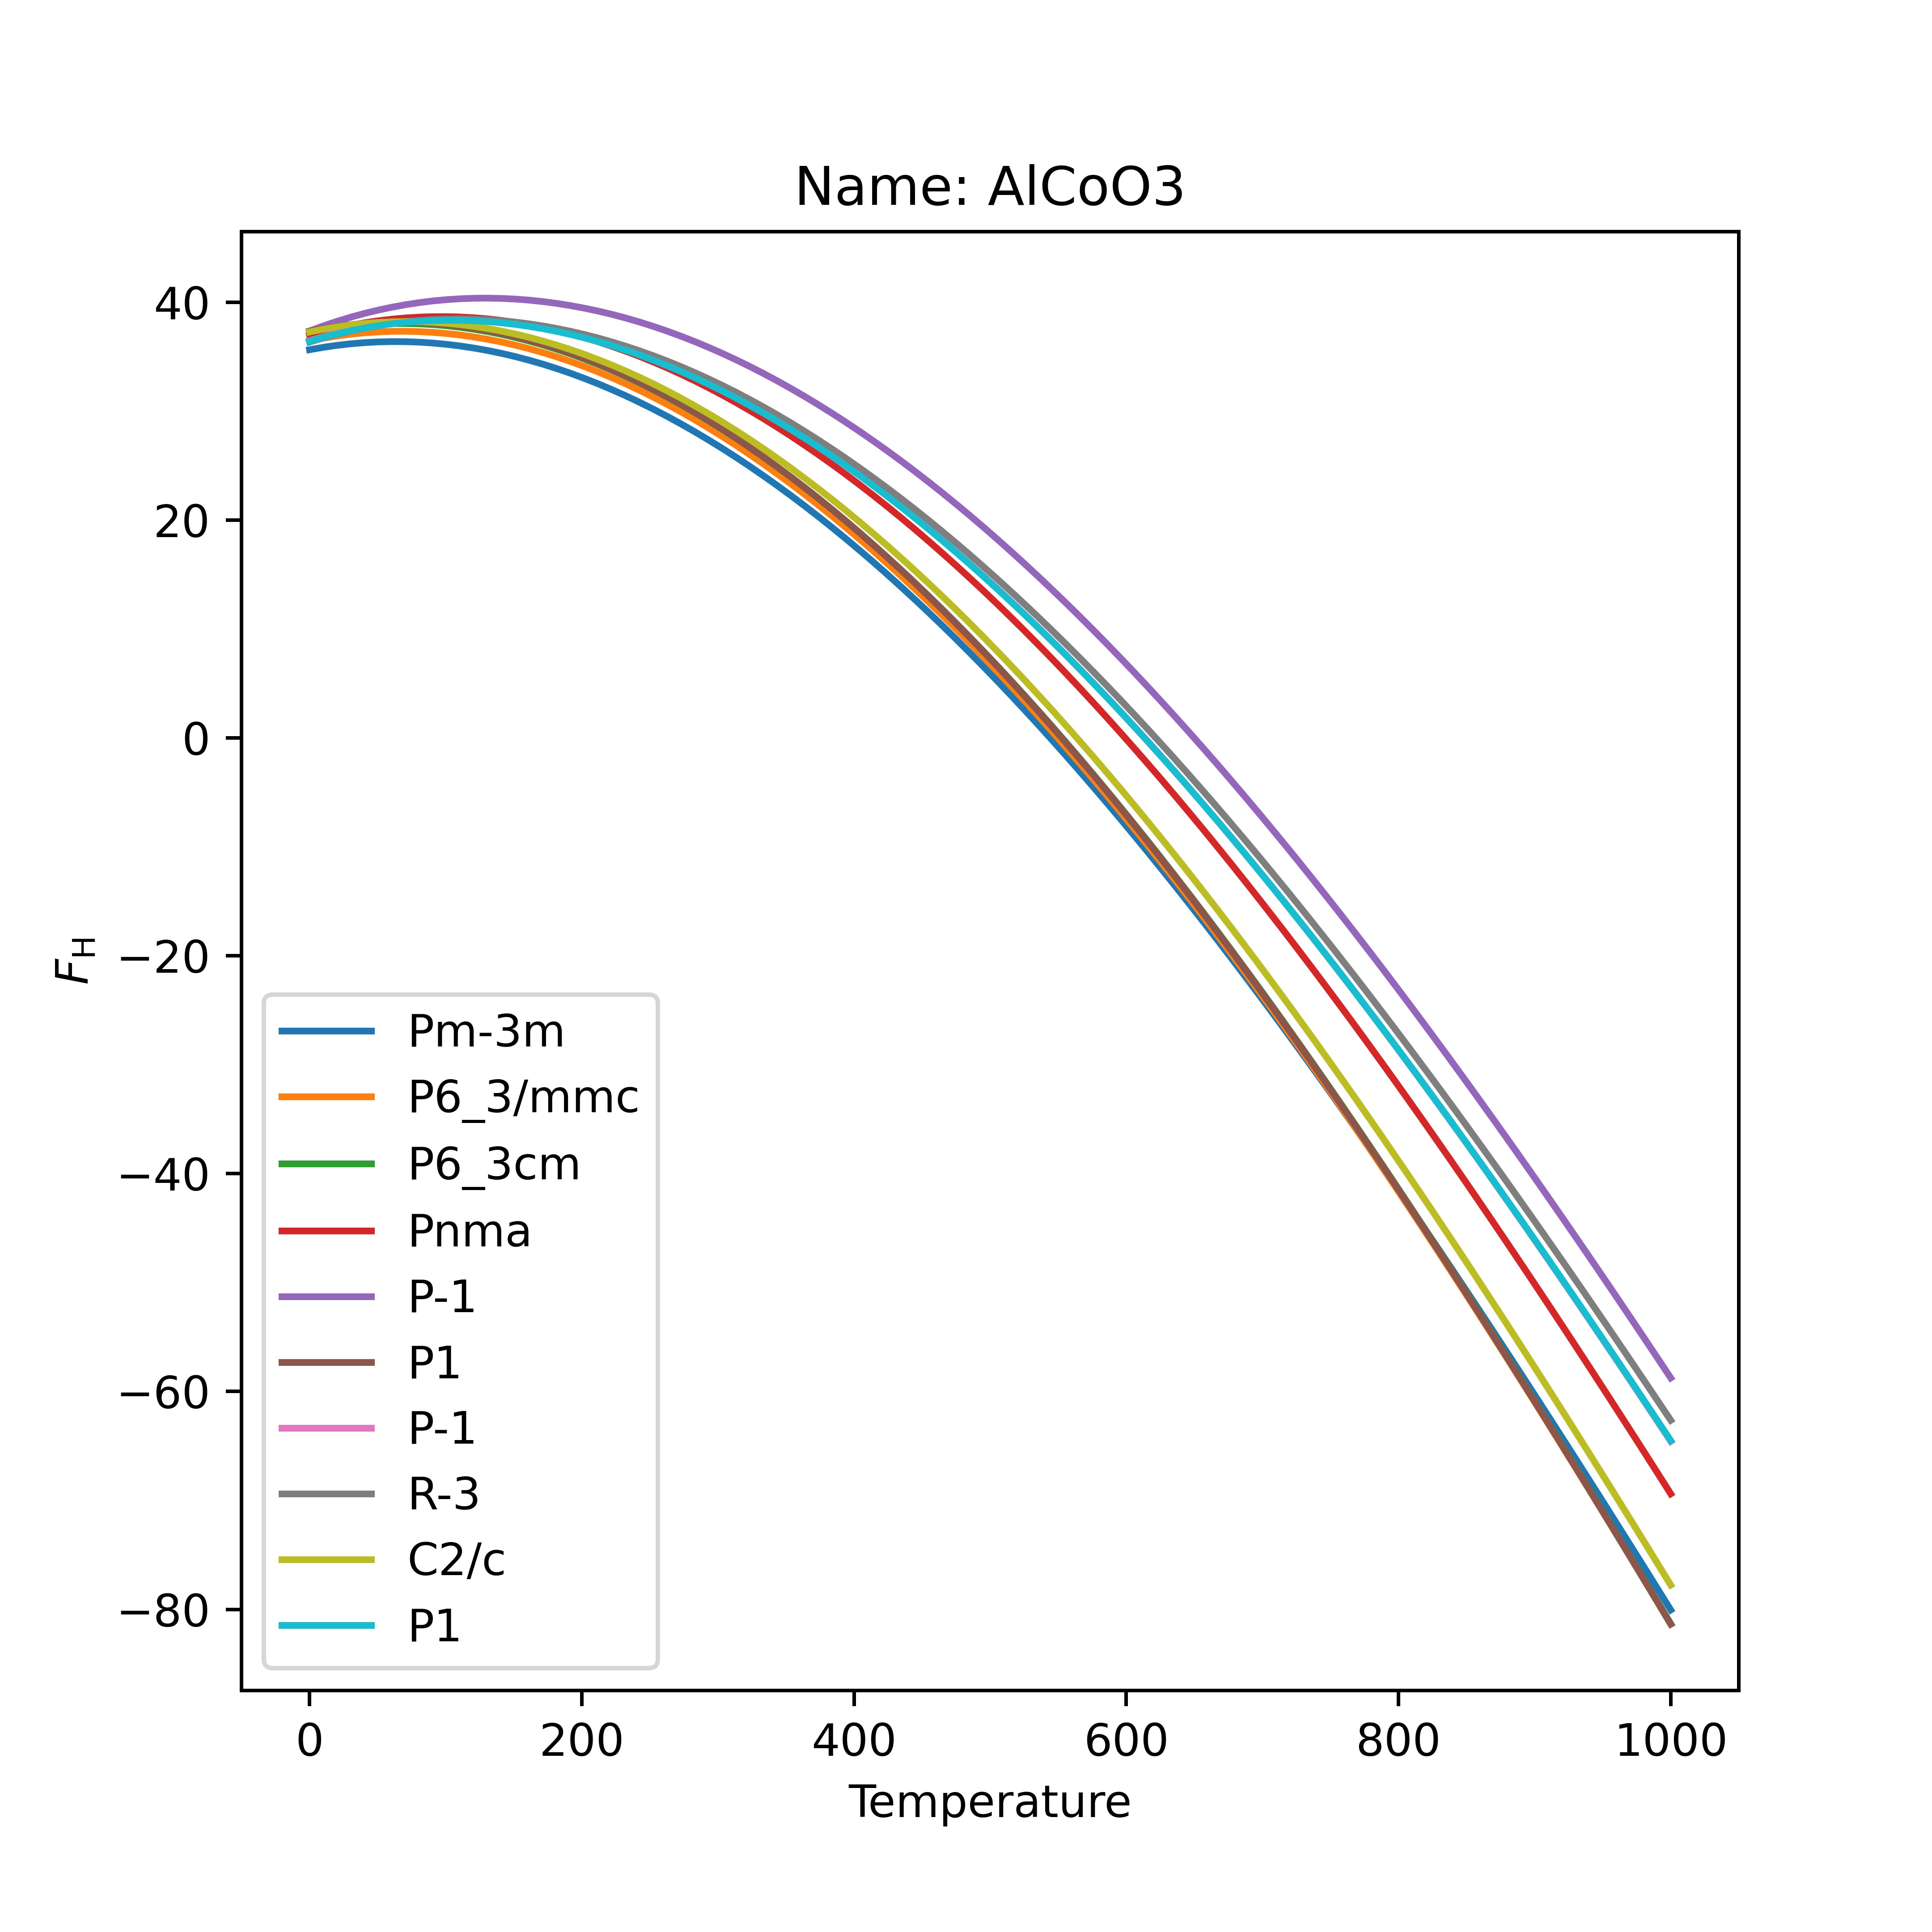 Name: AlCoO3
40
20
0
−20
−40
−60
−80
F_H
Pm-3m
P6_3/mmc
P6_3cm
Pnma
P-1
P1
P-1
R-3
C2/c
P1
0 200 400 600 800 1000
Temperature